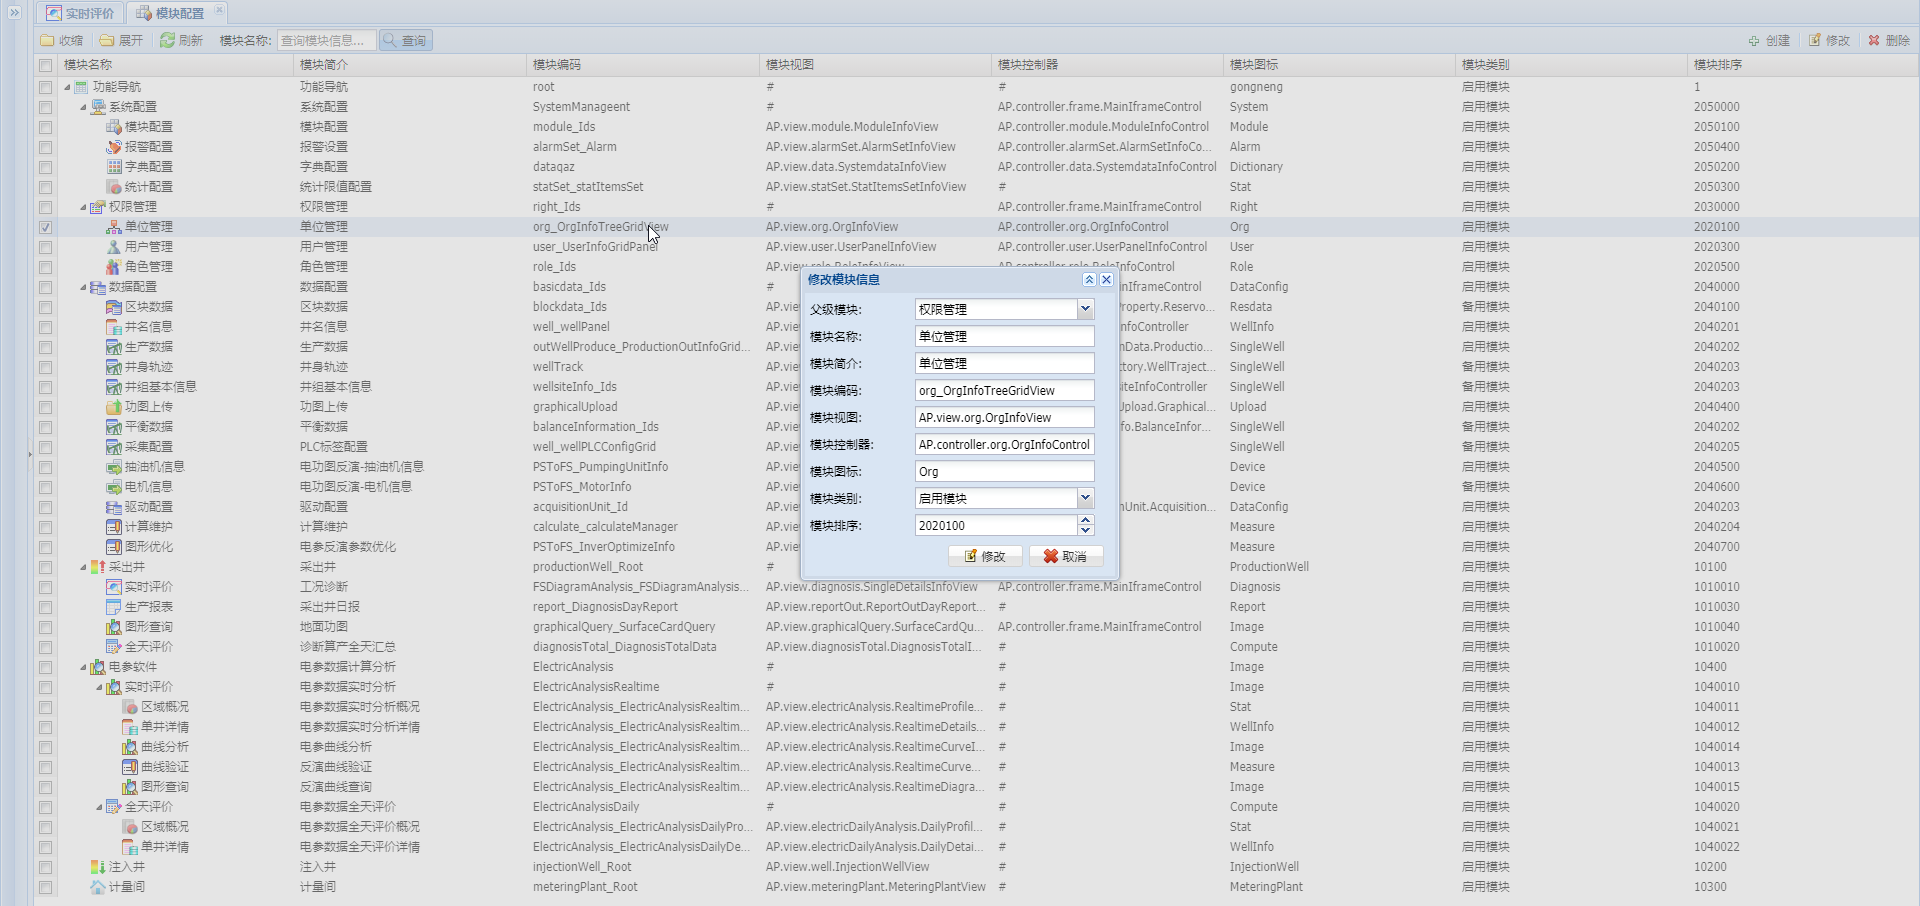 实时评价 模块配置
收缩 展开 刷新 模块名称: 查询模块信息... 查询 创建 修改 删除
模块名称 模块简介 模块编码 模块视图 模块控制器 模块图标 模块类别 模块排序
功能导航 功能导航 root # # gongneng 启用模块 1
系统配置 系统配置 SystemManageent # AP.controller.frame.MainIframeControl System 启用模块 2050000
模块配置 模块配置 module_Ids AP.view.module.ModuleInfoView AP.controller.module.ModuleInfoControl Module 启用模块 2050100
报警配置 报警设置 alarmSet_Alarm AP.view.alarmSet.AlarmSetInfoView AP.controller.alarmSet.AlarmSetInfoCo... Alarm 启用模块 2050400
字典配置 字典配置 dataqaz AP.view.data.SystemdataInfoView AP.controller.data.SystemdataInfoControl Dictionary 启用模块 2050200
统计配置 统计限值配置 statSet_statItemsSet AP.view.statSet.StatItemsSetInfoView # Stat 启用模块 2050300
权限管理 权限管理 right_Ids # AP.controller.frame.MainIframeControl Right 启用模块 2030000
单位管理 单位管理 org_OrgInfoTreeGridView AP.view.org.OrgInfoView AP.controller.org.OrgInfoControl Org 启用模块 2020100
用户管理 用户管理 user_UserInfoGridPanel AP.view.user.UserPanelInfoView AP.controller.user.UserPanelInfoControl User 启用模块 2020300
角色管理 角色管理 role_Ids AP.view.role.RoleInfoView AP.controller.role.RoleInfoControl Role 启用模块 2020500
数据配置 数据配置 basicdata_Ids # meControl DataConfig 启用模块 2040000
区块数据 区块数据 blockdata_Ids AP.vie roperty.Reservo... Resdata 备用模块 2040100
井名信息 井名信息 well_wellPanel AP.vie nfoController WellInfo 启用模块 2040201
生产数据 生产数据 outWellProduce_ProductionOutInfoGrid... AP.vie nData.Productio... SingleWell 启用模块 2040202
井身轨迹 井身轨迹 wellTrack AP.vie tory.WellTraject... SingleWell 备用模块 2040203
井组基本信息 井组基本信息 wellsiteInfo_Ids AP.vie siteInfoController SingleWell 备用模块 2040203
功图上传 功图上传 graphicalUpload AP.vie Upload.Graphical... Upload 启用模块 2040400
平衡数据 平衡数据 balanceInformation_Ids AP.vie fo.BalanceInfor... SingleWell 备用模块 2040202
采集配置 PLC标签配置 well_wellPLCConfigGrid AP.vie SingleWell 备用模块 2040205
抽油机信息 电功图反演-抽油机信息 PSToFS_PumpingUnitInfo AP.vie Device 启用模块 2040500
电机信息 电功图反演-电机信息 PSToFS_MotorInfo AP.vie Device 备用模块 2040600
驱动配置 驱动配置 acquisitionUnit_Id AP.vie nUnit.Acquisition... DataConfig 启用模块 2040203
计算维护 计算维护 calculate_calculateManager AP.vie Measure 启用模块 2040204
图形优化 电参反演参数优化 PSToFS_InverOptimizeInfo AP.vie Measure 启用模块 2040700
采出井 采出井 productionWell_Root # ProductionWell 启用模块 10100
实时评价 工况诊断 FSDiagramAnalysis_FSDiagramAnalysis... AP.view.diagnosis.SingleDetailsInfoView AP.controller.frame.MainIframeControl Diagnosis 启用模块 1010010
生产报表 采出井日报 report_DiagnosisDayReport AP.view.reportOut.ReportOutDayReport... # Report 启用模块 1010030
图形查询 地面功图 graphicalQuery_SurfaceCardQuery AP.view.graphicalQuery.SurfaceCardQu... AP.controller.frame.MainIframeControl Image 启用模块 1010040
全天评价 诊断算产全天汇总 diagnosisTotal_DiagnosisTotalData AP.view.diagnosisTotal.DiagnosisTotalI... # Compute 启用模块 1010020
电参软件 电参数据计算分析 ElectricAnalysis # # Image 启用模块 10400
实时评价 电参数据实时分析 ElectricAnalysisRealtime # # Image 启用模块 1040010
区域概况 电参数据实时分析概况 ElectricAnalysis_ElectricAnalysisRealtim... AP.view.electricAnalysis.RealtimeProfile... # Stat 启用模块 1040011
单井详情 电参数据实时分析详情 ElectricAnalysis_ElectricAnalysisRealtim... AP.view.electricAnalysis.RealtimeDetails... # WellInfo 启用模块 1040012
曲线分析 电参曲线分析 ElectricAnalysis_ElectricAnalysisRealtim... AP.view.electricAnalysis.RealtimeCurveI... # Image 启用模块 1040014
曲线验证 反演曲线验证 ElectricAnalysis_ElectricAnalysisRealtim... AP.view.electricAnalysis.RealtimeCurve... # Measure 启用模块 1040013
图形查询 反演曲线查询 ElectricAnalysis_ElectricAnalysisRealtim... AP.view.electricAnalysis.RealtimeDiagra... # Image 启用模块 1040015
全天评价 电参数据全天评价 ElectricAnalysisDaily # # Compute 启用模块 1040020
区域概况 电参数据全天评价概况 ElectricAnalysis_ElectricAnalysisDailyPro... AP.view.electricDailyAnalysis.DailyProfil... # Stat 启用模块 1040021
单井详情 电参数据全天评价详情 ElectricAnalysis_ElectricAnalysisDailyDe... AP.view.electricDailyAnalysis.DailyDetai... # WellInfo 启用模块 1040022
注入井 注入井 injectionWell_Root AP.view.well.InjectionWellView # InjectionWell 启用模块 10200
计量间 计量间 meteringPlant_Root AP.view.meteringPlant.MeteringPlantView # MeteringPlant 启用模块 10300
修改模块信息
父级模块: 权限管理
模块名称: 单位管理
模块简介: 单位管理
模块编码: org_OrgInfoTreeGridView
模块视图: AP.view.org.OrgInfoView
模块控制器: AP.controller.org.OrgInfoControl
模块图标: Org
模块类别: 启用模块
模块排序: 2020100
修改 取消